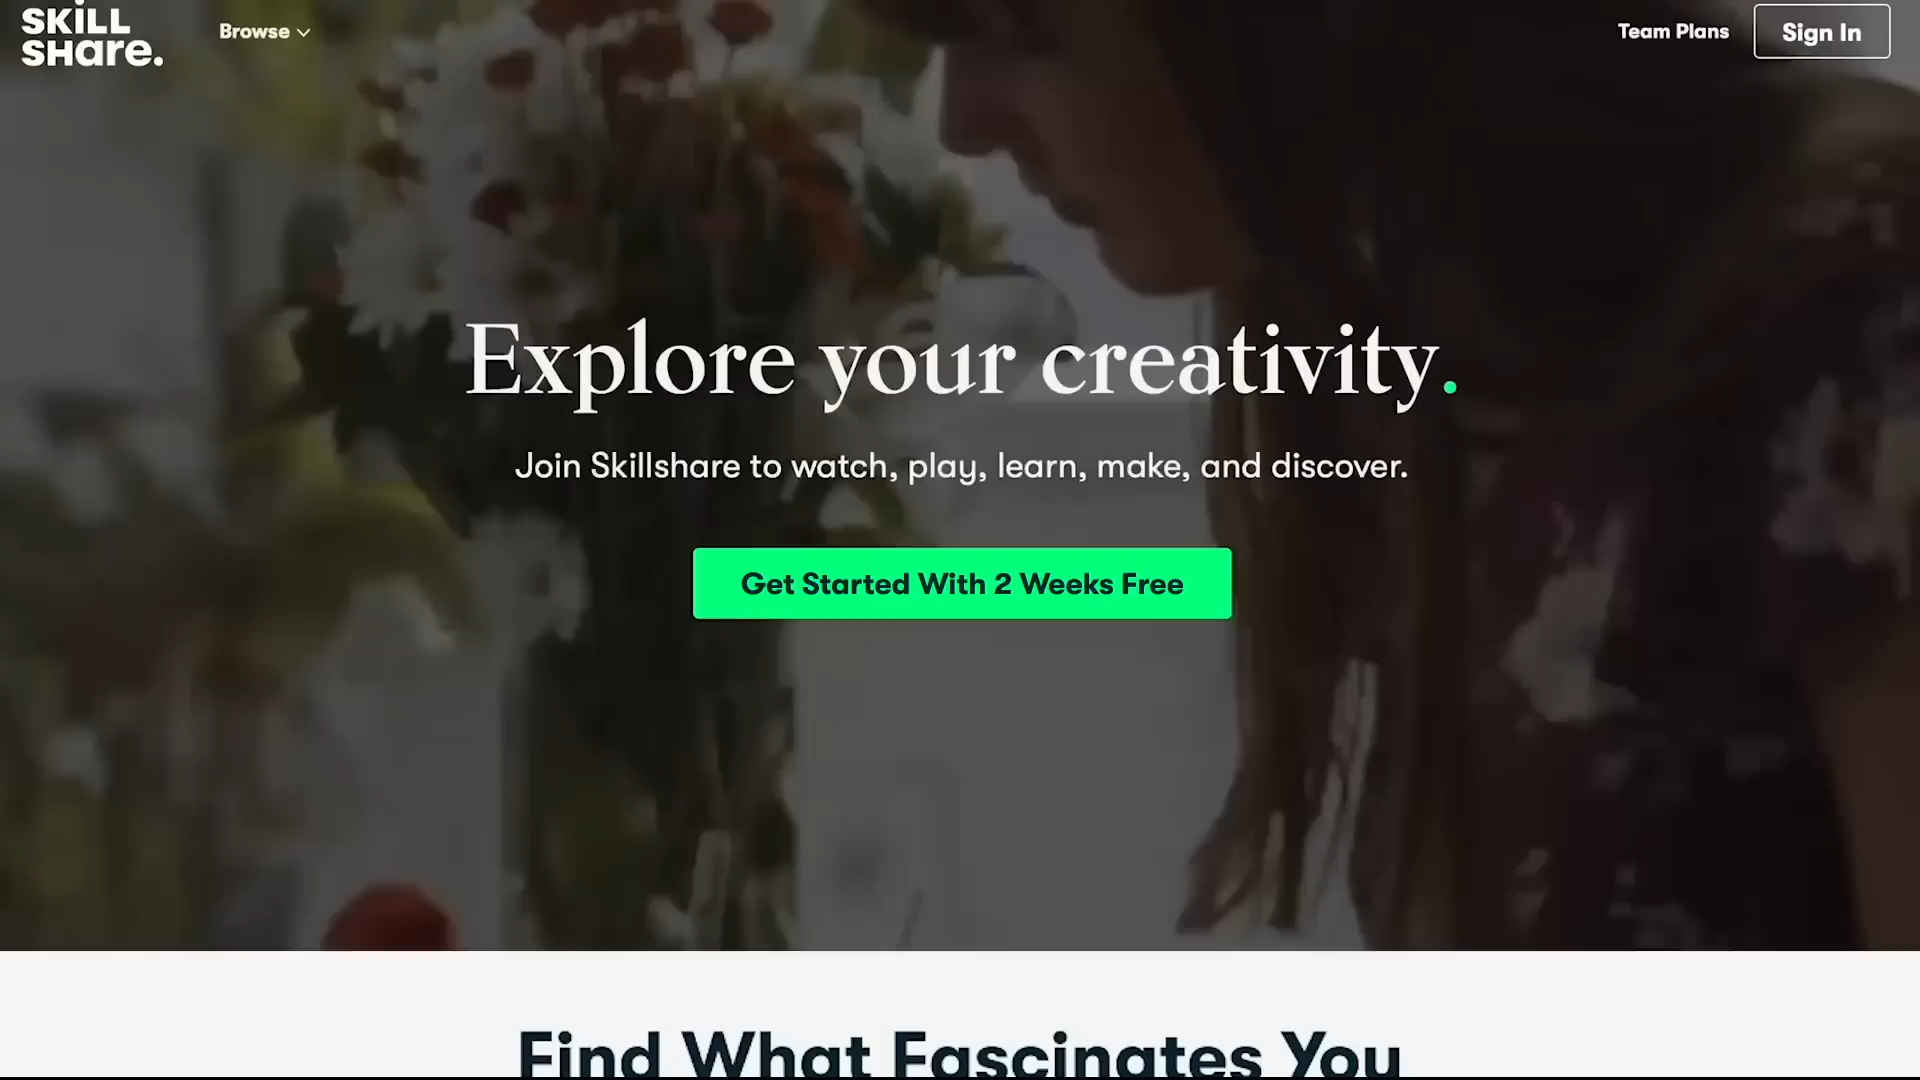 SKILL
SHare.
Browse
Team Plans
Sign In
Explore your creativity.
Join Skillshare to watch, play, learn, make, and discover.
Get Started With 2 Weeks Free
Find What Fascinates You